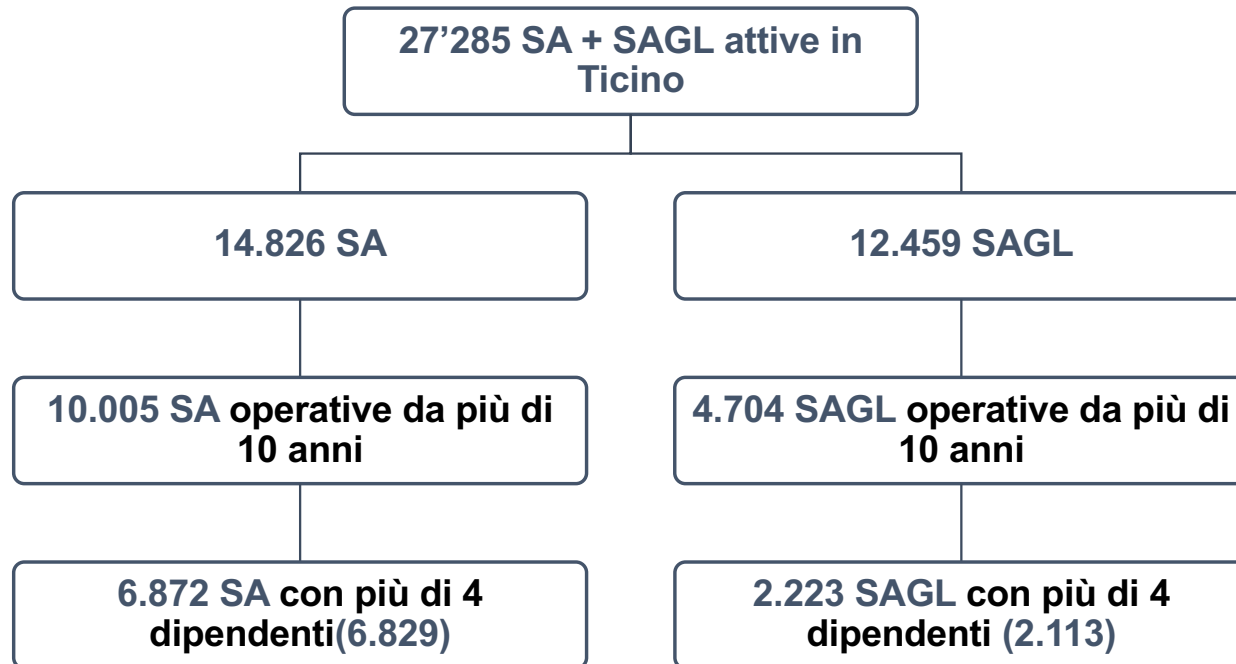 27’285 SA + SAGL attive in
Ticino
14.826 SA
12.459 SAGL
10.005 SA operative da più di
10 anni
4.704 SAGL operative da più di
10 anni
6.872 SA con più di 4
dipendenti(6.829)
2.223 SAGL con più di 4
dipendenti (2.113)